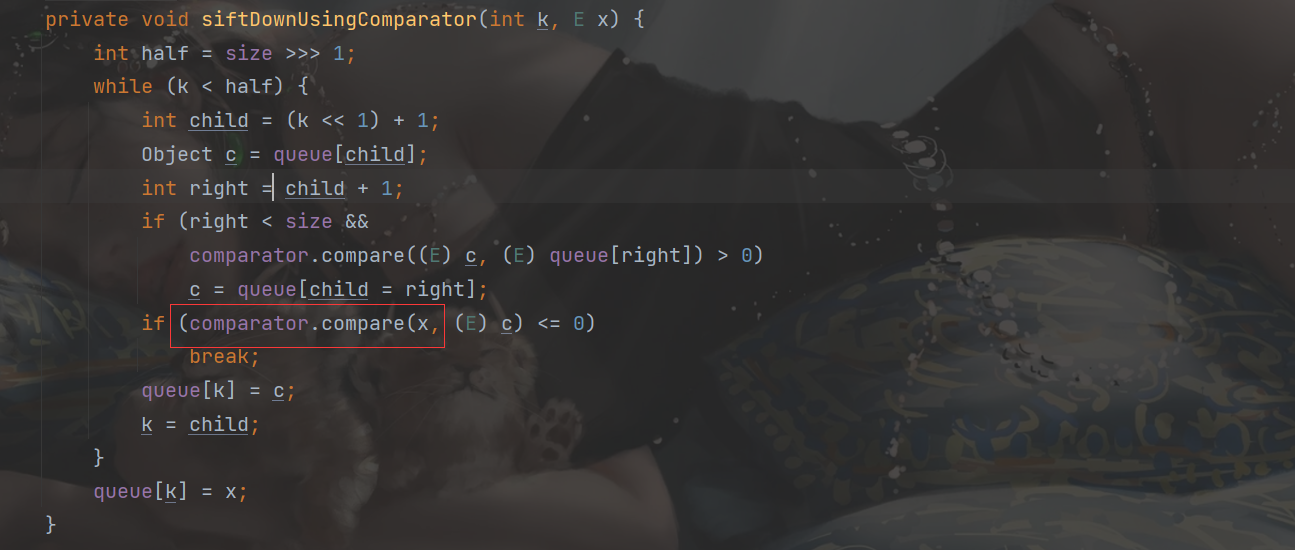 private void siftDownUsingComparator(int k, E x) {
    int half = size >>> 1;
    while (k < half) {
        int child = (k << 1) + 1;
        Object c = queue[child];
        int right = child + 1;
        if (right < size &&
            comparator.compare((E) c, (E) queue[right]) > 0)
            c = queue[child = right];
        if (comparator.compare(x, (E) c) <= 0)
            break;
        queue[k] = c;
        k = child;
    }
    queue[k] = x;
}